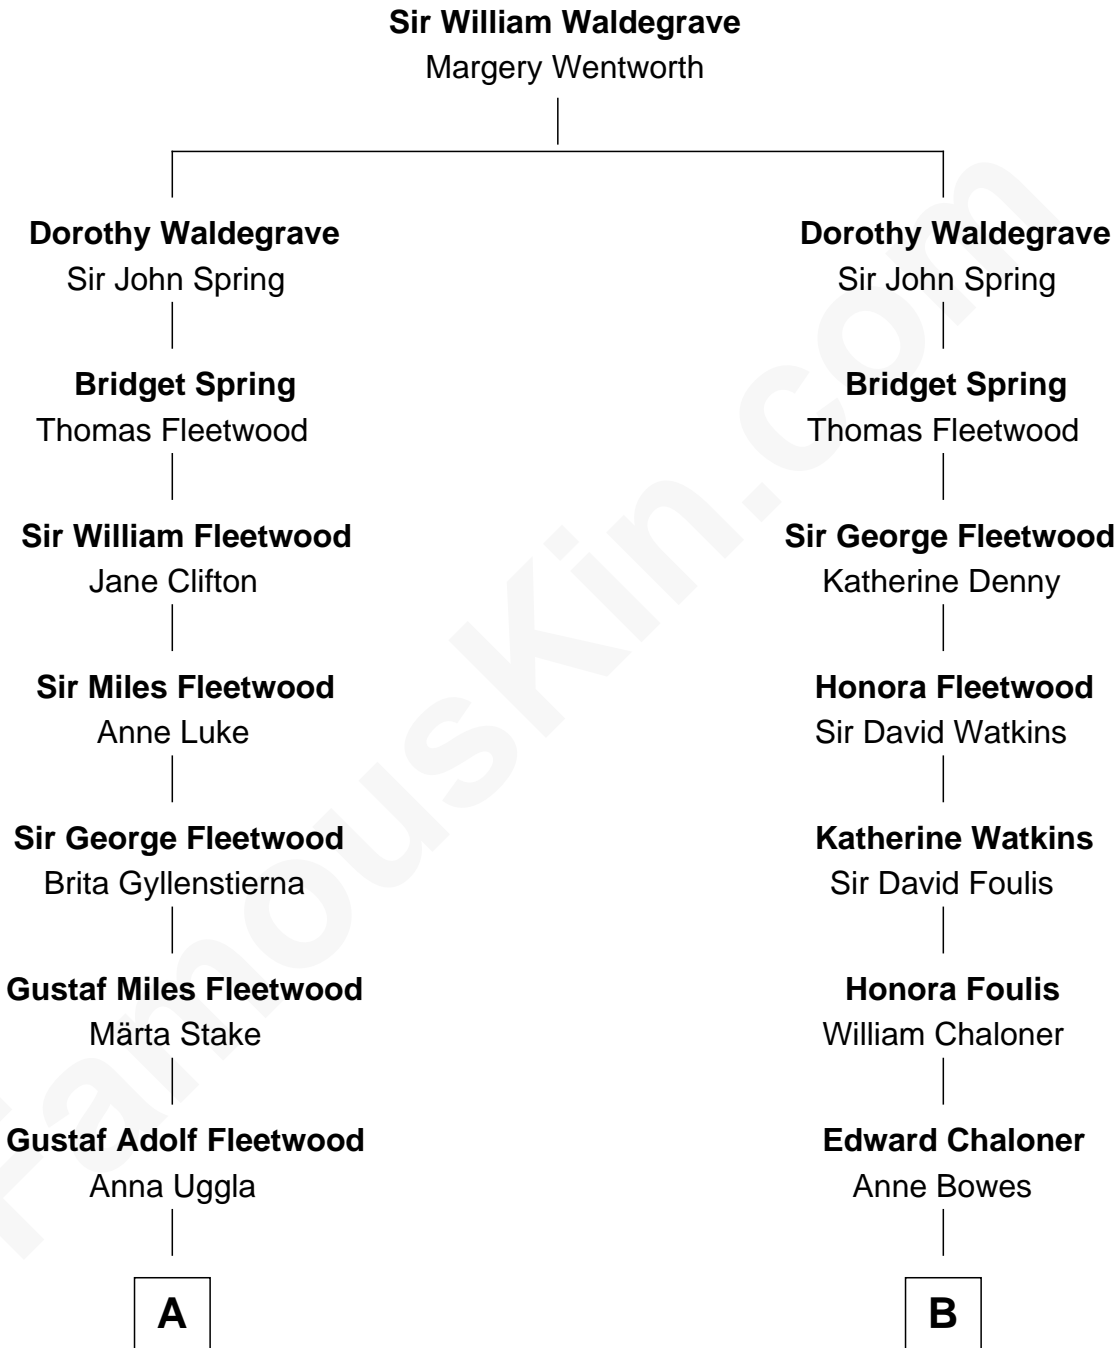 Sir William Waldegrave
Margery Wentworth
Dorothy Waldegrave
Sir John Spring
Bridget Spring
Thomas Fleetwood
Sir William Fleetwood
Jane Clifton
Sir Miles Fleetwood
Anne Luke
Sir George Fleetwood
Brita Gyllenstierna
Gustaf Miles Fleetwood
Märta Stake
Gustaf Adolf Fleetwood
Anna Uggla
A
Dorothy Waldegrave
Sir John Spring
Bridget Spring
Thomas Fleetwood
Sir George Fleetwood
Katherine Denny
Honora Fleetwood
Sir David Watkins
Katherine Watkins
Sir David Foulis
Honora Foulis
William Chaloner
Edward Chaloner
Anne Bowes
B
FamousKin.com